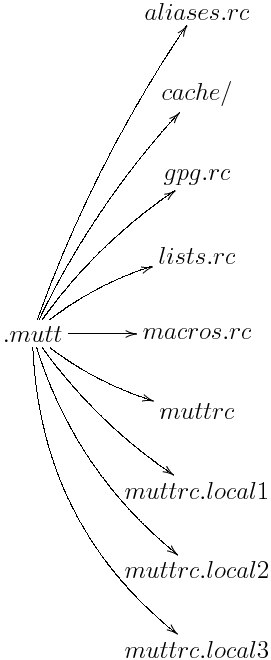 aliases.rc
cache/
gpg.rc
lists.rc
.mutt
macros.rc
muttrc
muttrc.local1
muttrc.local2
muttrc.local3